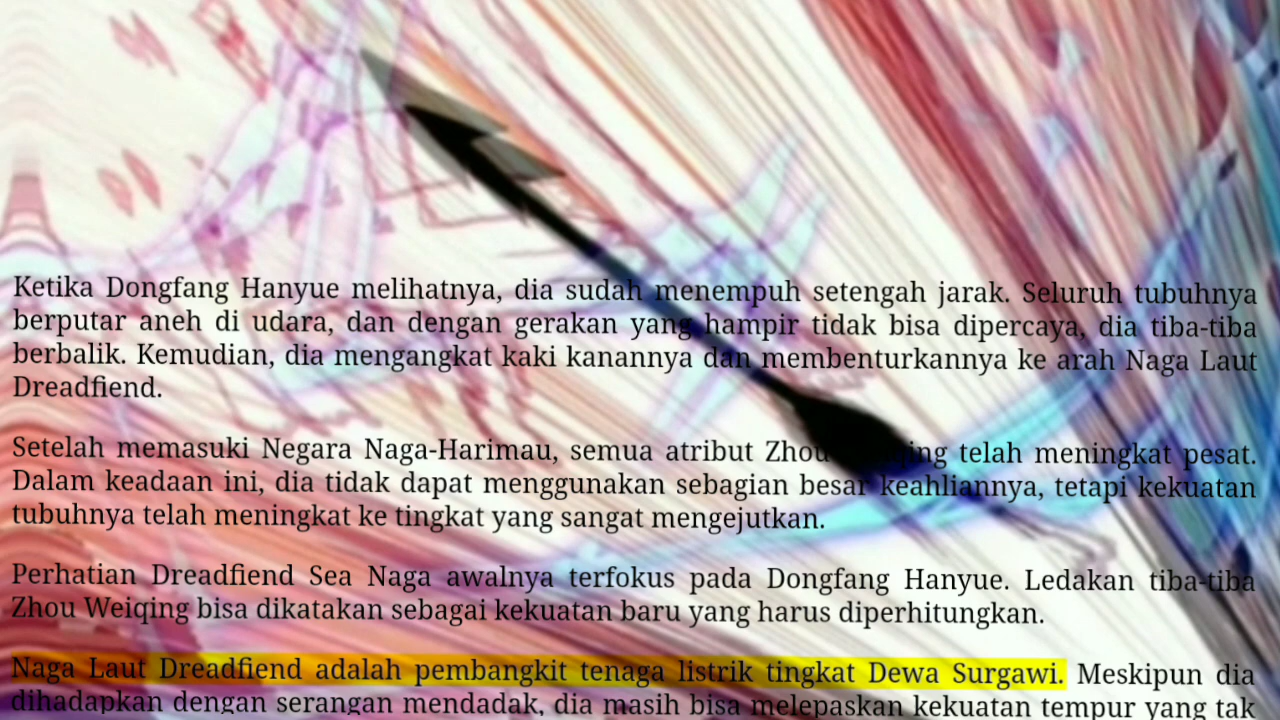 Ketika Dongfang Hanyue melihatnya, dia sudah menempuh setengah jarak. Seluruh tubuhnya
berputar aneh di udara, dan dengan gerakan yang hampir tidak bisa dipercaya, dia tiba-tiba
berbalik. Kemudian, dia mengangkat kaki kanannya dan membenturkannya ke arah Naga Laut
Dreadfiend.
Setelah memasuki Negara Naga-Harimau, semua atribut Zhou telah meningkat pesat.
Dalam keadaan ini, dia tidak dapat menggunakan sebagian besar keahliannya, tetapi kekuatan
tubuhnya telah meningkat ke tingkat yang sangat mengejutkan.
Perhatian Dreadfiend Sea Naga awalnya terfokus pada Dongfang Hanyue. Ledakan tiba-tiba
Zhou Weiqing bisa dikatakan sebagai kekuatan baru yang harus diperhitungkan.
Naga Laut Dreadfiend adalah pembangkit tenaga listrik tingkat Dewa Surgawi. Meskipun dia
dihadapkan dengan serangan mendadak, dia masih bisa melepaskan kekuatan tempur yang tak